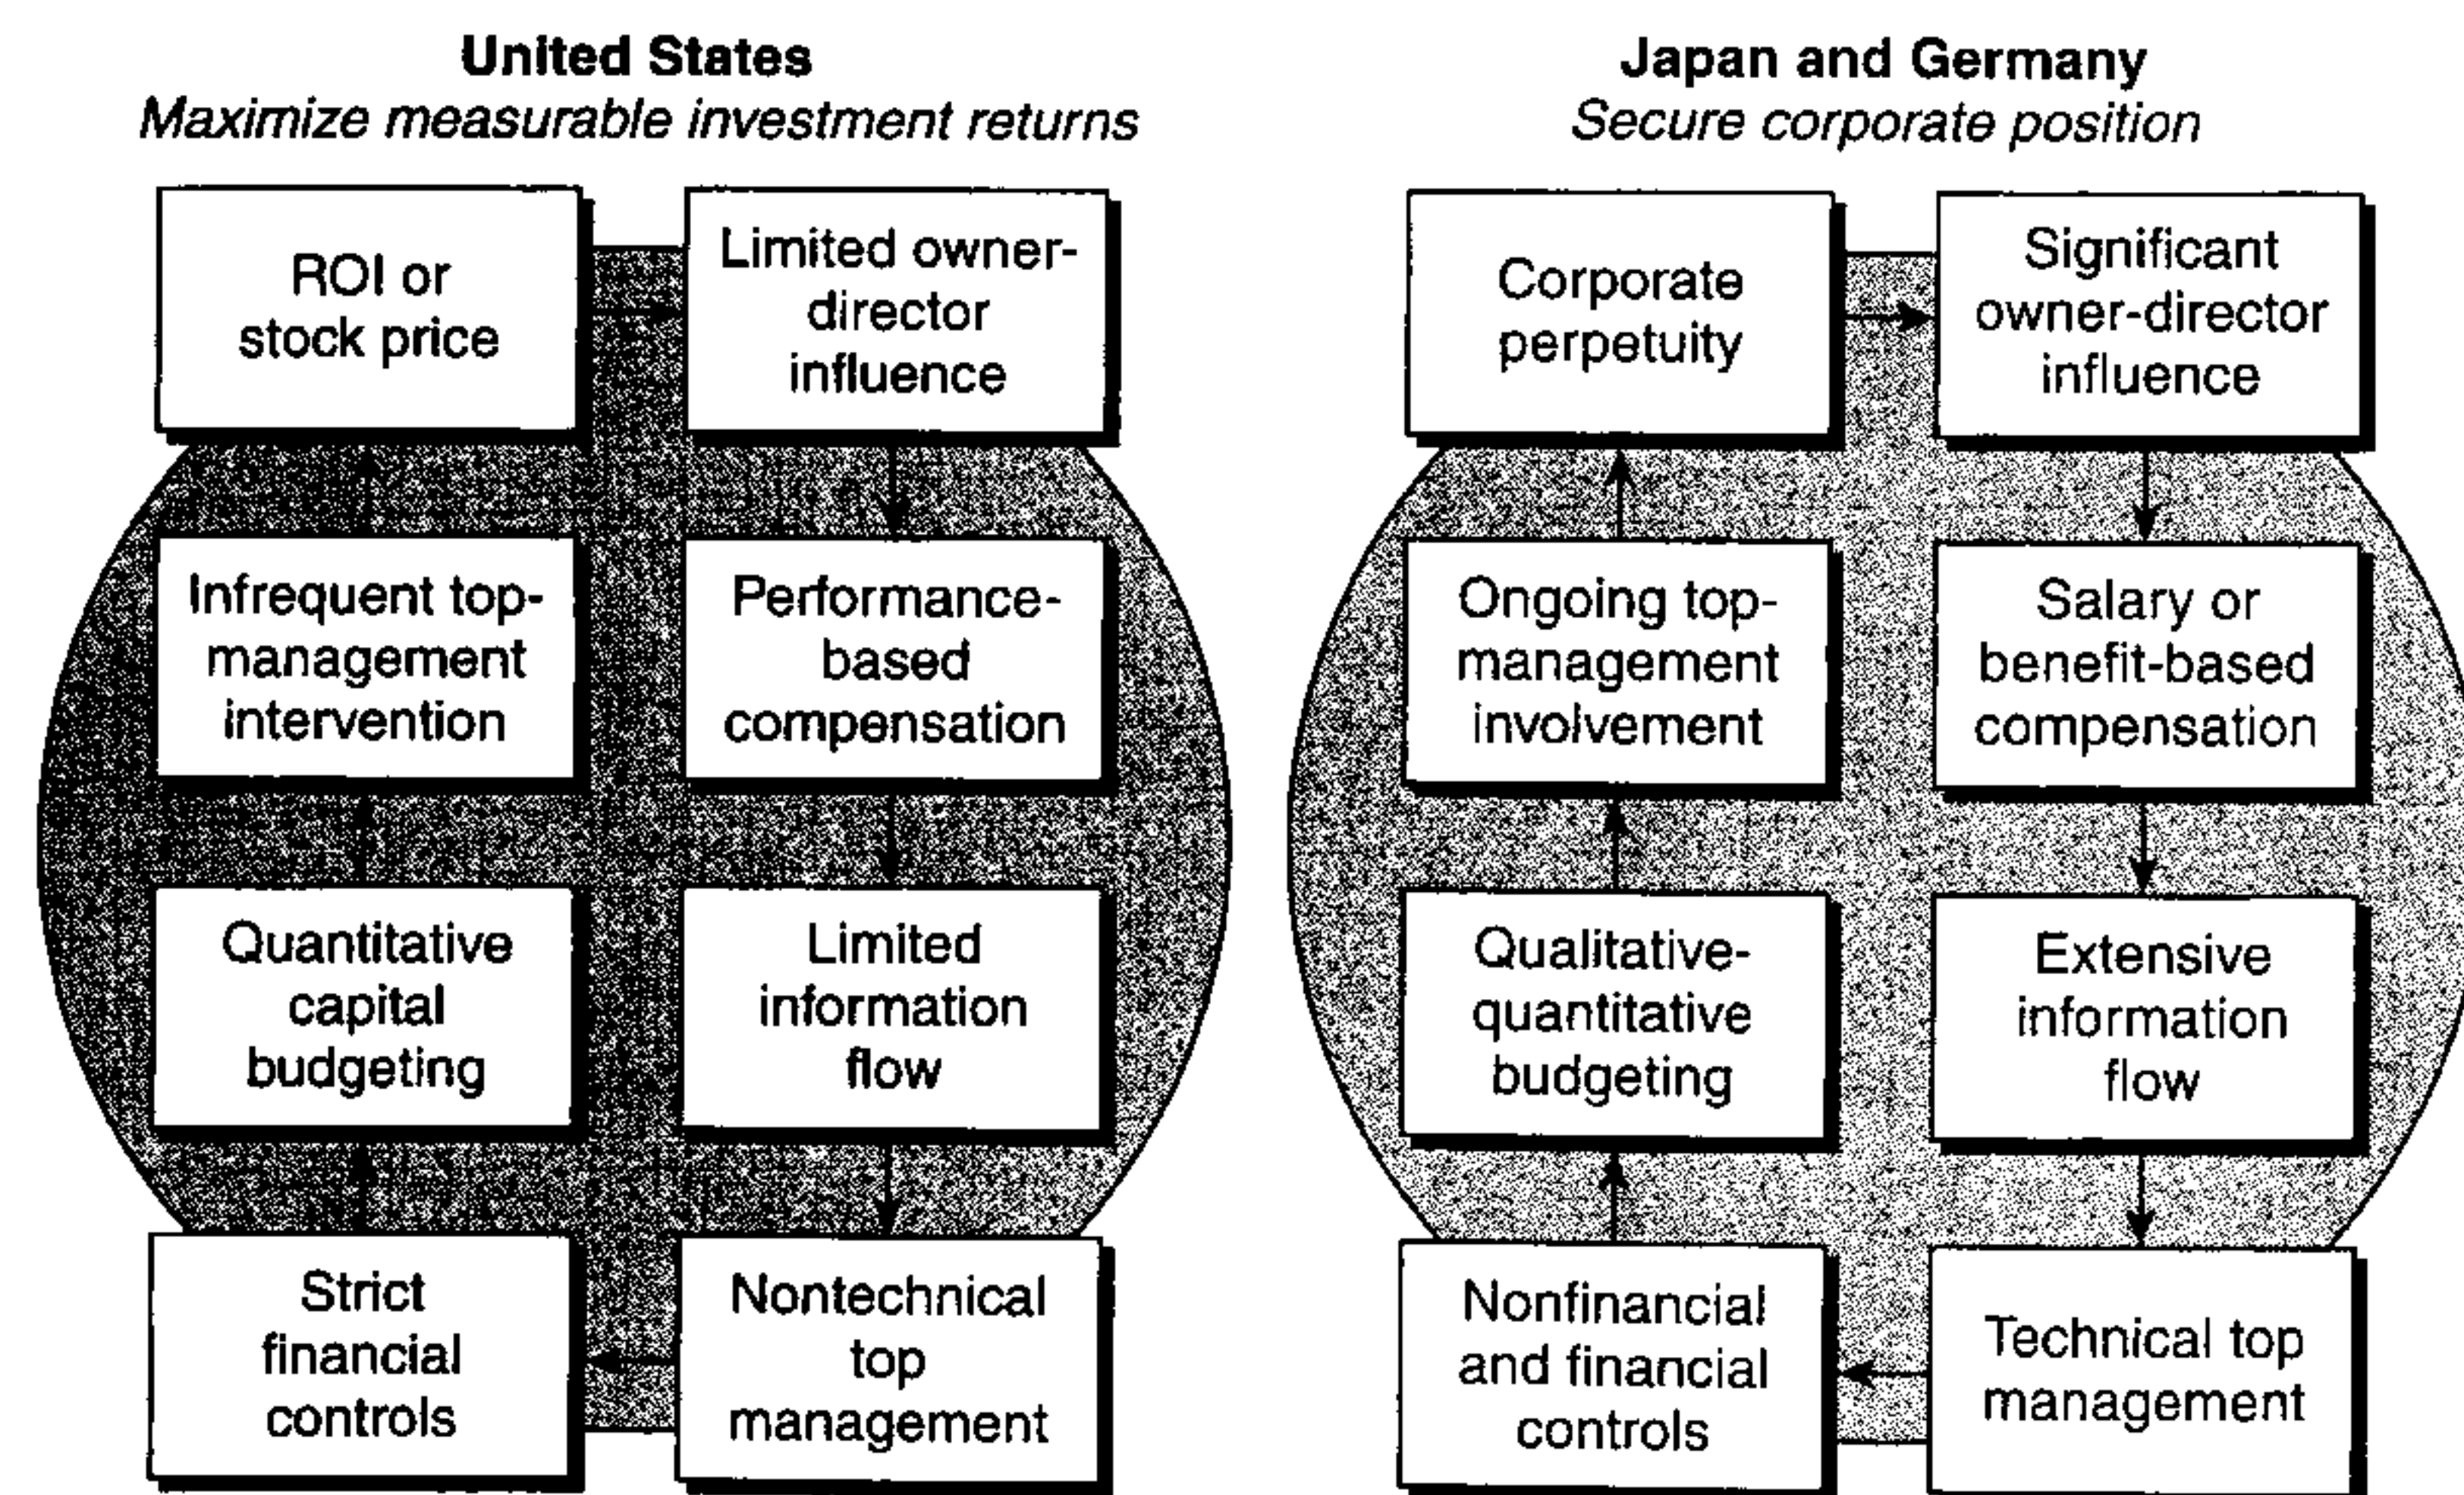 United States
Maximize measurable investment returns
ROI or
stock price
Limited owner-
director
influence
Infrequent top-
management
intervention
Performance-
based
compensation
Quantitative
capital
budgeting
Limited
information
flow
Strict
financial
controls
Nontechnical
top
management
Japan and Germany
Secure corporate position
Corporate
perpetuity
Significant
owner-director
influence
Ongoing top-
management
involvement
Salary or
benefit-based
compensation
Qualitative-
quantitative
budgeting
Extensive
information
flow
Nonfinancial
and financial
controls
Technical top
management